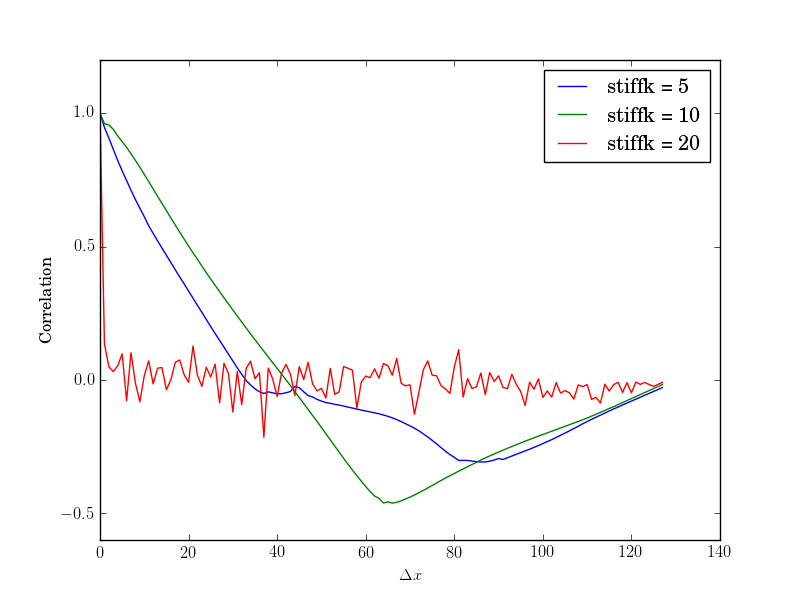 stiffk = 5
stiffk = 10
stiffk = 20
1.0
0.5
0.0
−0.5
Correlation
0 20 40 60 80 100 120 140
Δx